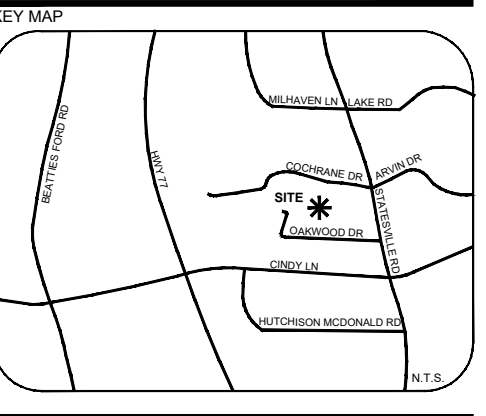 KEY MAP
MILHAVEN LN
LAKE RD
BEATTIES FORD RD
HWY 77
COCHRANE DR
ARVIN DR
SITE
STATESVILLE RD
OAKWOOD DR
CINDY LN
HUTCHISON MCDONALD RD
N.T.S.